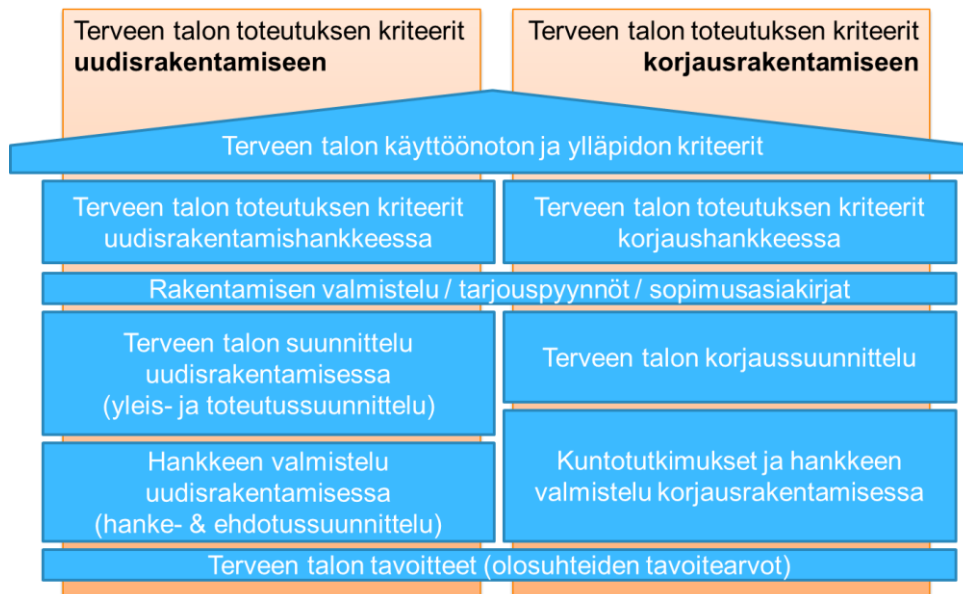 Terveen talon toteutuksen kriteerit
uudisrakentamiseen
Terveen talon toteutuksen kriteerit
korjausrakentamiseen
Terveen talon käyttöönoton ja ylläpidon kriteerit
Terveen talon toteutuksen kriteerit
uudisrakentamishankkeessa
Terveen talon toteutuksen kriteerit
korjaushankkeessa
Rakentamisen valmistelu / tarjouspyynnöt / sopimusasiakirjat
Terveen talon suunnittelu
uudisrakentamisessa
(yleis- ja toteutussuunnittelu)
Terveen talon korjaussuunnittelu
Hankkeen valmistelu
uudisrakentamisessa
(hanke- & ehdotussuunnittelu)
Kuntotutkimukset ja hankkeen
valmistelu korjausrakentamisessa
Terveen talon tavoitteet (olosuhteiden tavoitearvot)